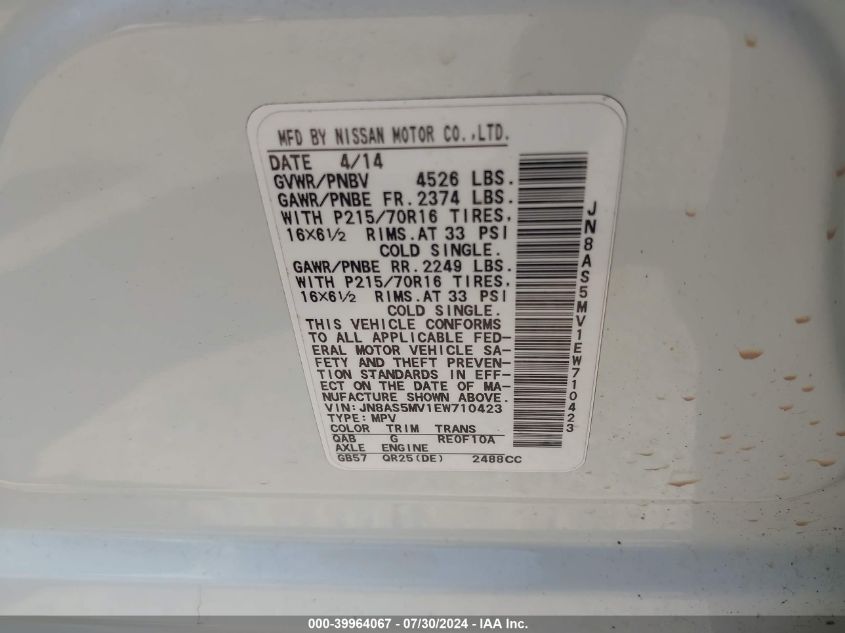 MFD BY NISSAN MOTOR CO.,LTD.
DATE 4/14
GVWR/PNBV 4526 LBS.
GAWR/PNBE FR. 2374 LBS.
WITH P215/70R16 TIRES,
16×6½ RIMS.AT 33 PSI
COLD SINGLE.
GAWR/PNBE RR. 2249 LBS.
WITH P215/70R16 TIRES,
16×6½ RIMS.AT 33 PSI
COLD SINGLE.
THIS VEHICLE CONFORMS
TO ALL APPLICABLE FED-
ERAL MOTOR VEHICLE SA-
FETY AND THEFT PREVEN-
TION STANDARDS IN EFF-
ECT ON THE DATE OF MA-
NUFACTURE SHOWN ABOVE.
VIN: JN8AS5MV1EW710423
TYPE: MPV
COLOR TRIM TRANS
QAB G RE0F10A
AXLE ENGINE
GB57 QR25(DE) 2488CC
JN8AS5MV1EW710423
000-39964067 - 07/30/2024 - IAA Inc.